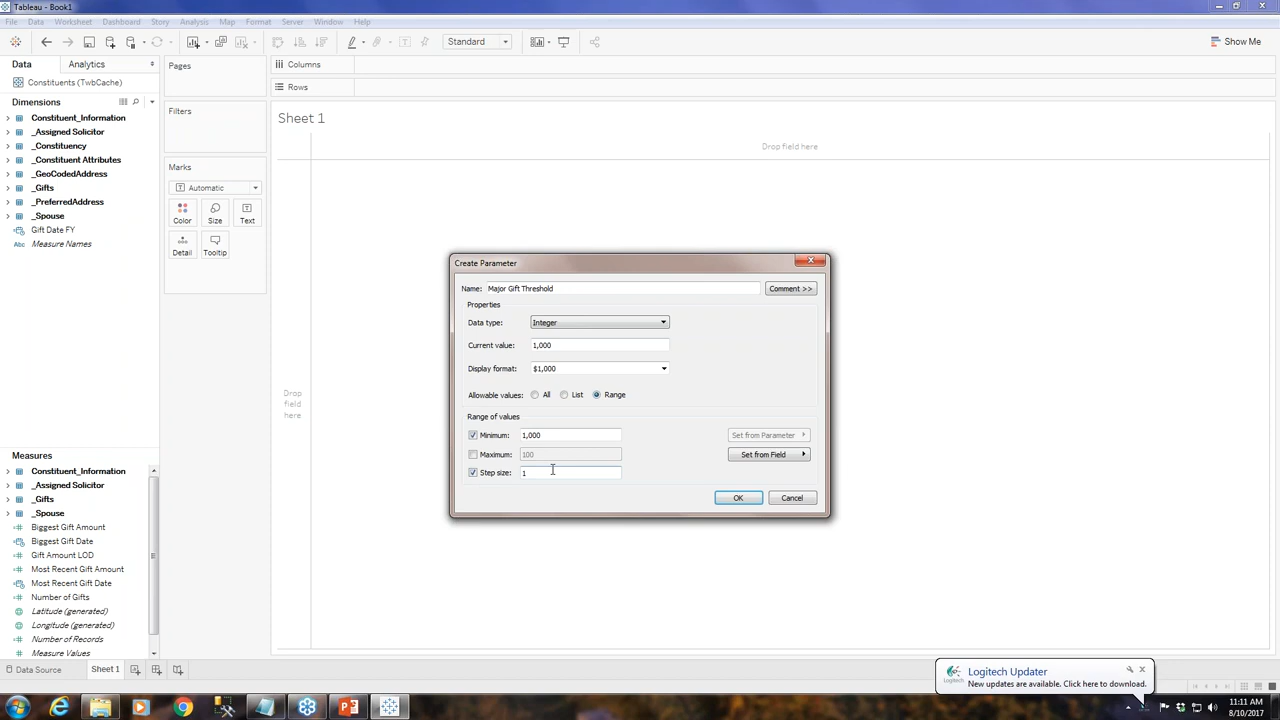 Tableau - Book1
File Data Worksheet Dashboard Story Analysis Map Format Server Window Help
Standard
Show Me
Data Analytics
Constituents (TwbCache)
Dimensions
Constituent_Information
_Assigned Solicitor
_Constituency
_Constituent Attributes
_GeoCodedAddress
_Gifts
_PreferredAddress
_Spouse
Gift Date FY
Abc Measure Names
Measures
Constituent_Information
_Assigned Solicitor
_Gifts
_Spouse
Biggest Gift Amount
Biggest Gift Date
Gift Amount LOD
Most Recent Gift Amount
Most Recent Gift Date
Number of Gifts
Latitude (generated)
Longitude (generated)
Number of Records
Measure Values
Pages
Filters
Marks
Automatic
Color Size Text
Detail Tooltip
Columns
Rows
Sheet 1
Drop field here
Drop
field
here
Create Parameter
Name: Major Gift Threshold Comment >>
Properties
Data type: Integer
Current value: 1,000
Display format: $1,000
Allowable values: All List Range
Range of values
Minimum: 1,000 Set from Parameter
Maximum: 100 Set from Field
Step size: 1
OK Cancel
Data Source Sheet 1
Logitech Updater
New updates are available. Click here to download.
11:11 AM
8/10/2017